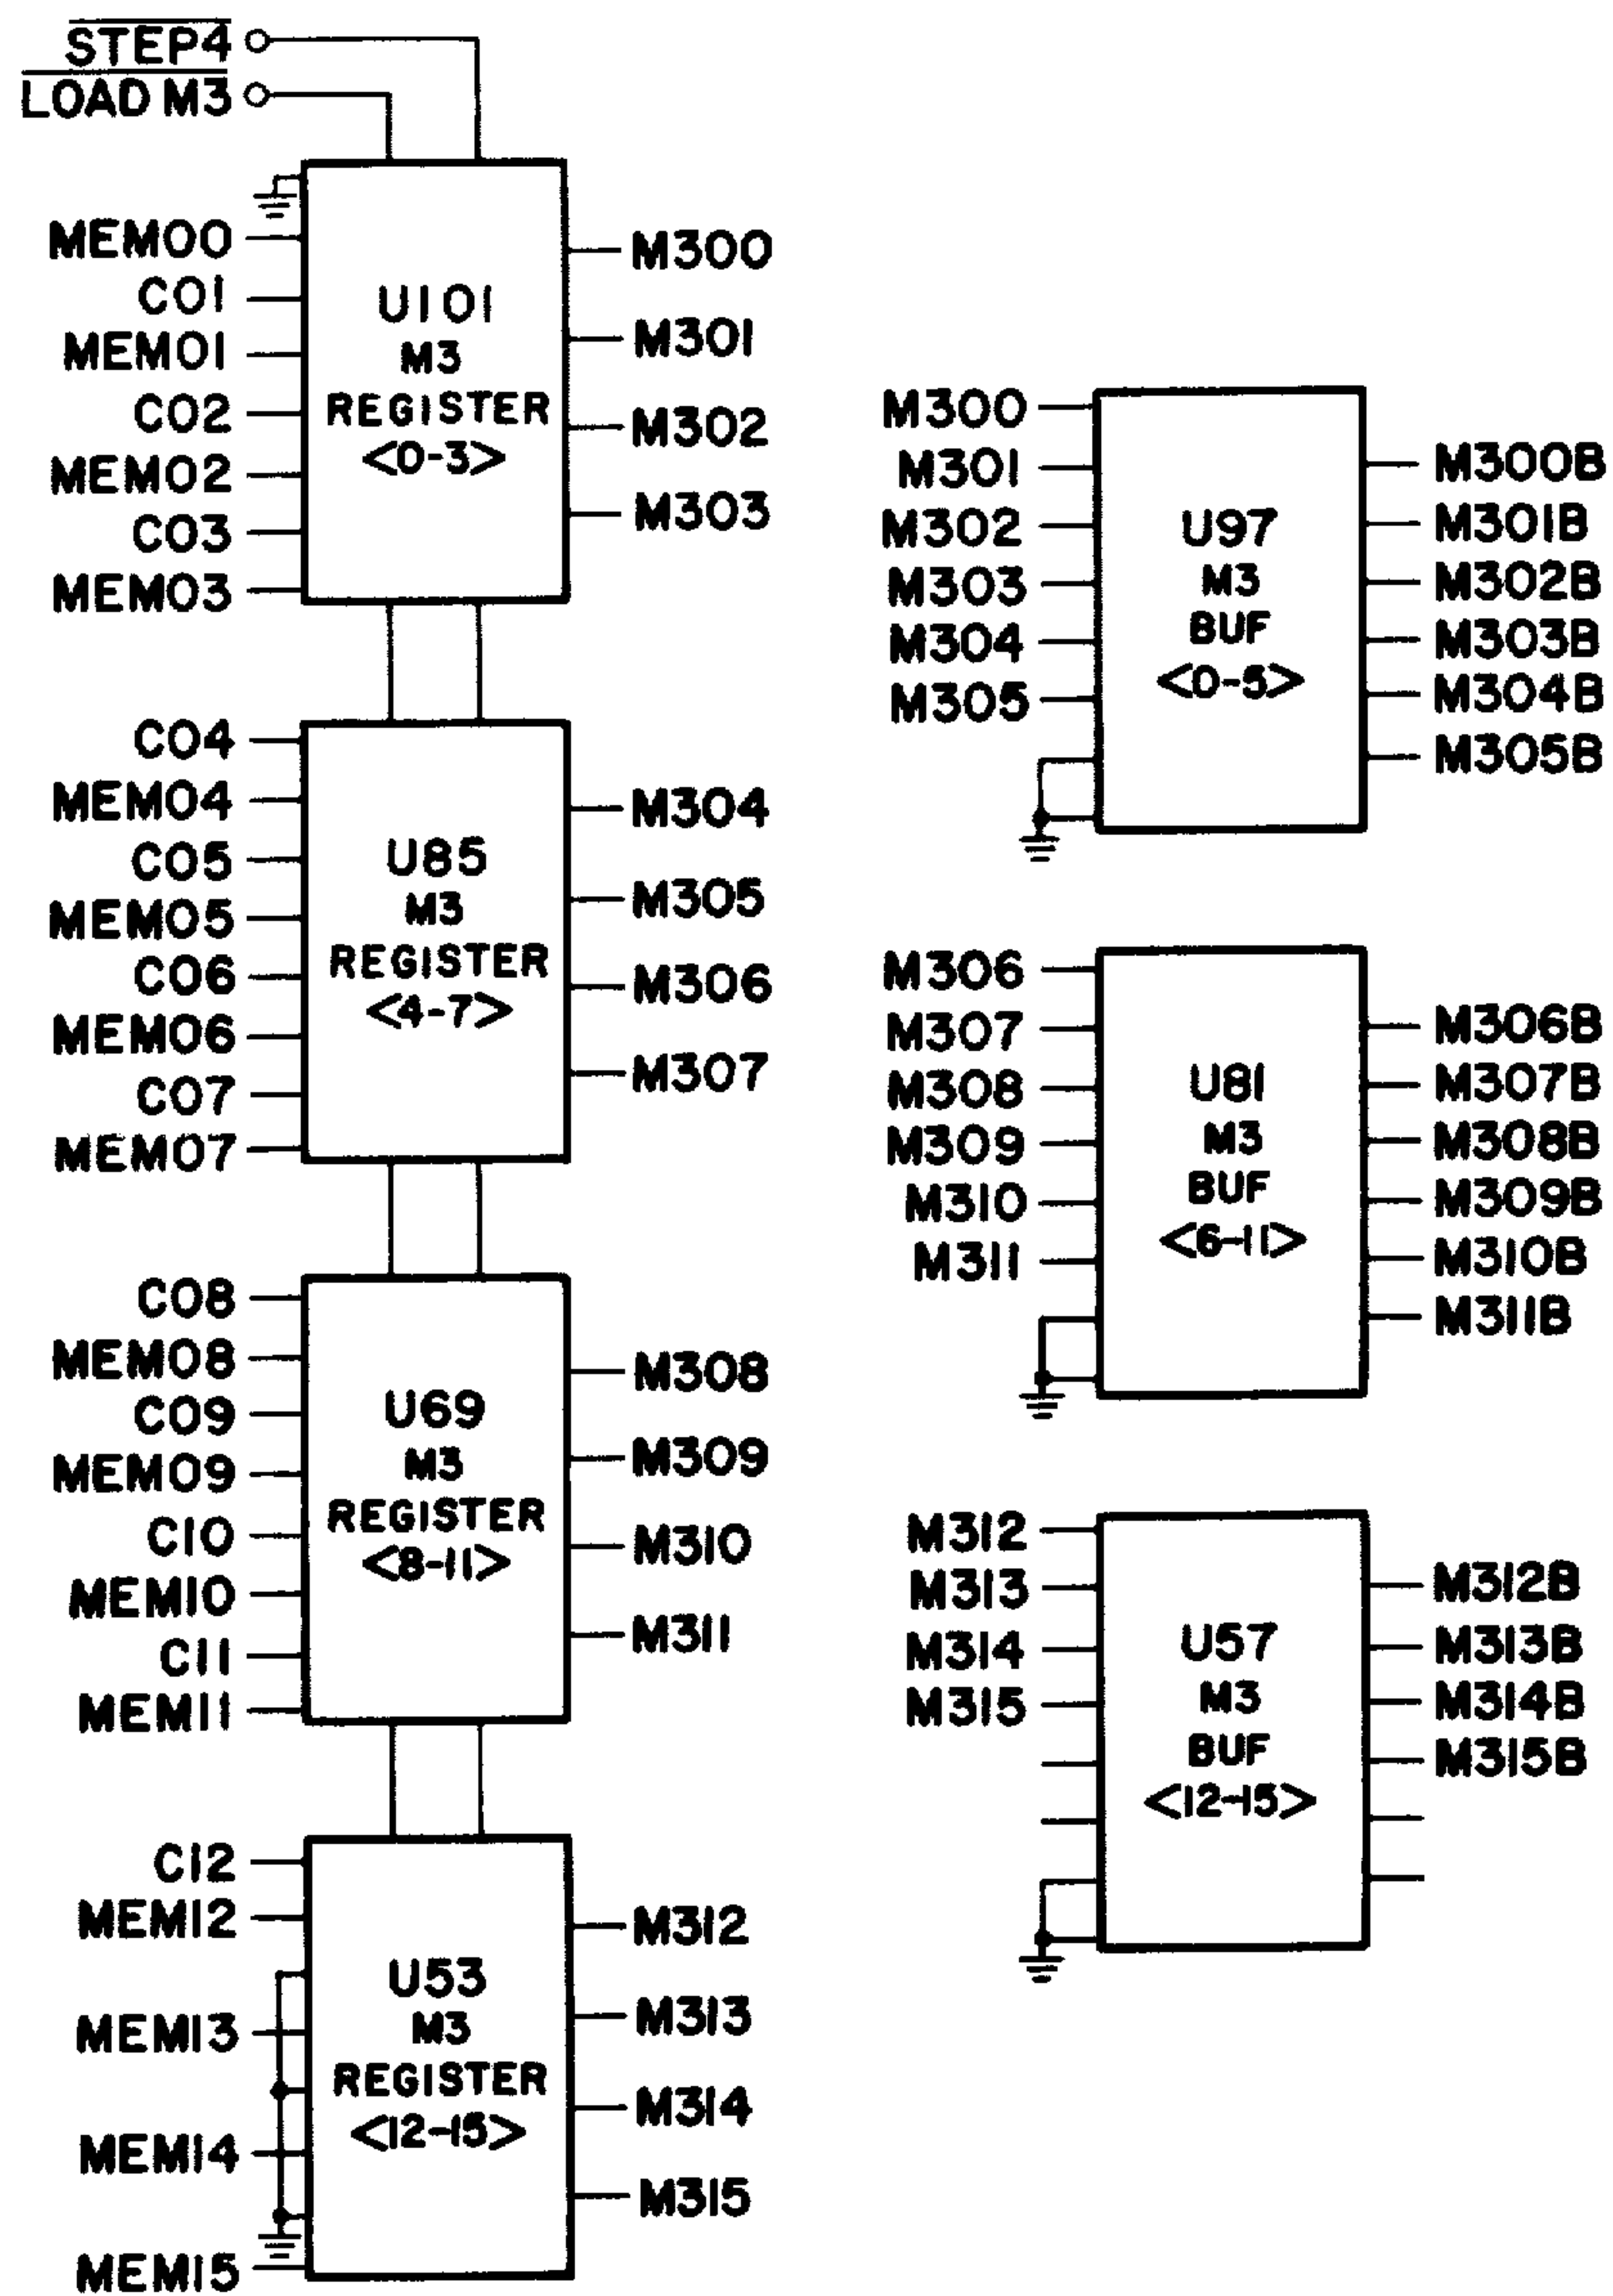 STEP4
LOAD M3
MEM00
C01
MEM01
C02
MEM02
C03
MEM03
U101
M3
REGISTER
<0-3>
M300
M301
M302
M303
C04
MEM04
C05
MEM05
C06
MEM06
C07
MEM07
U85
M3
REGISTER
<4-7>
M304
M305
M306
M307
C08
MEM08
C09
MEM09
C10
MEM10
C11
MEM11
U69
M3
REGISTER
<8-11>
M308
M309
M310
M311
C12
MEM12
MEM13
MEM14
MEM15
U53
M3
REGISTER
<12-15>
M312
M313
M314
M315
M300
M301
M302
M303
M304
M305
U97
M3
BUF
<0-5>
M300B
M301B
M302B
M303B
M304B
M305B
M306
M307
M308
M309
M310
M311
U81
M3
BUF
<6-11>
M306B
M307B
M308B
M309B
M310B
M311B
M312
M313
M314
M315
U57
M3
BUF
<12-15>
M312B
M313B
M314B
M315B